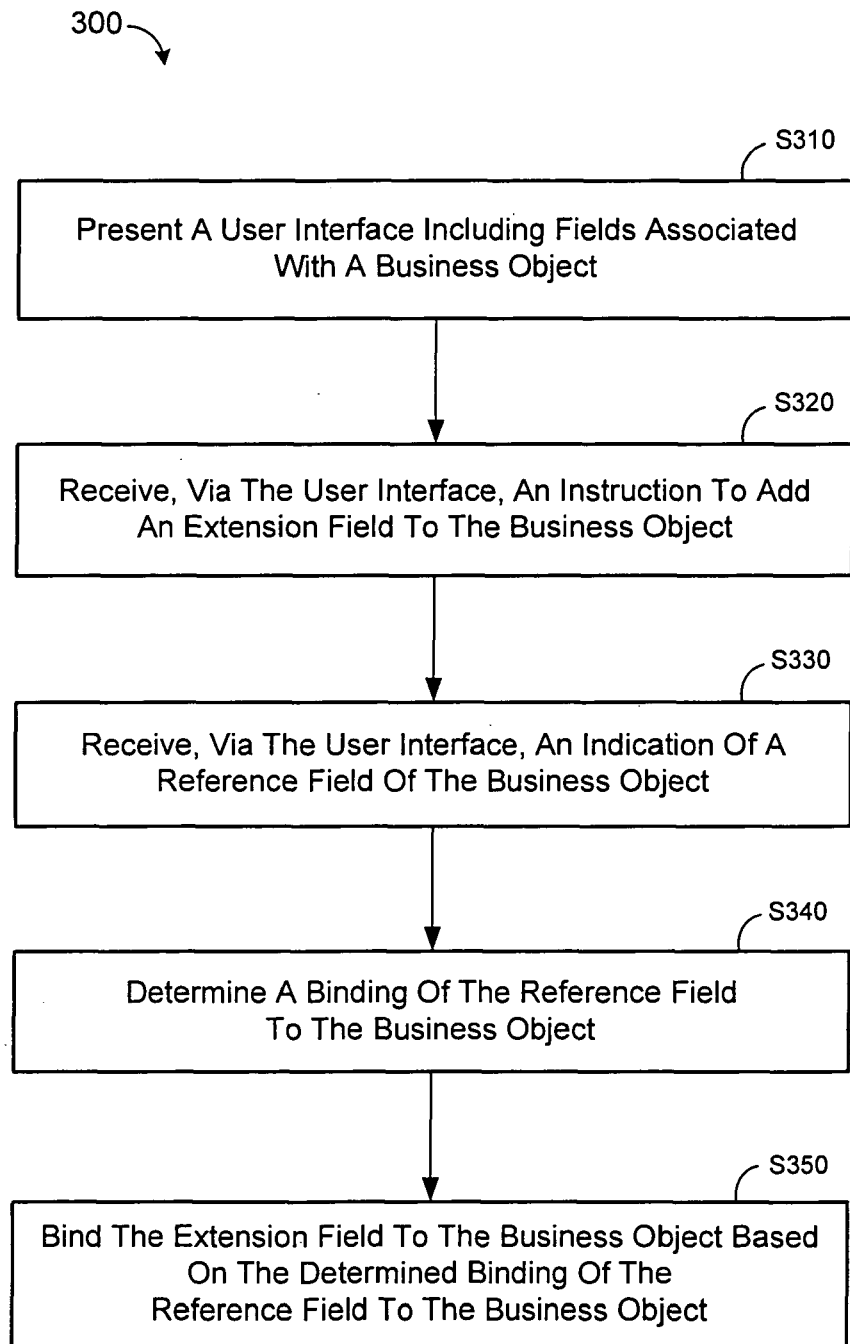 300
S310
Present A User Interface Including Fields Associated
With A Business Object
S320
Receive, Via The User Interface, An Instruction To Add
An Extension Field To The Business Object
S330
Receive, Via The User Interface, An Indication Of A
Reference Field Of The Business Object
S340
Determine A Binding Of The Reference Field
To The Business Object
S350
Bind The Extension Field To The Business Object Based
On The Determined Binding Of The
Reference Field To The Business Object